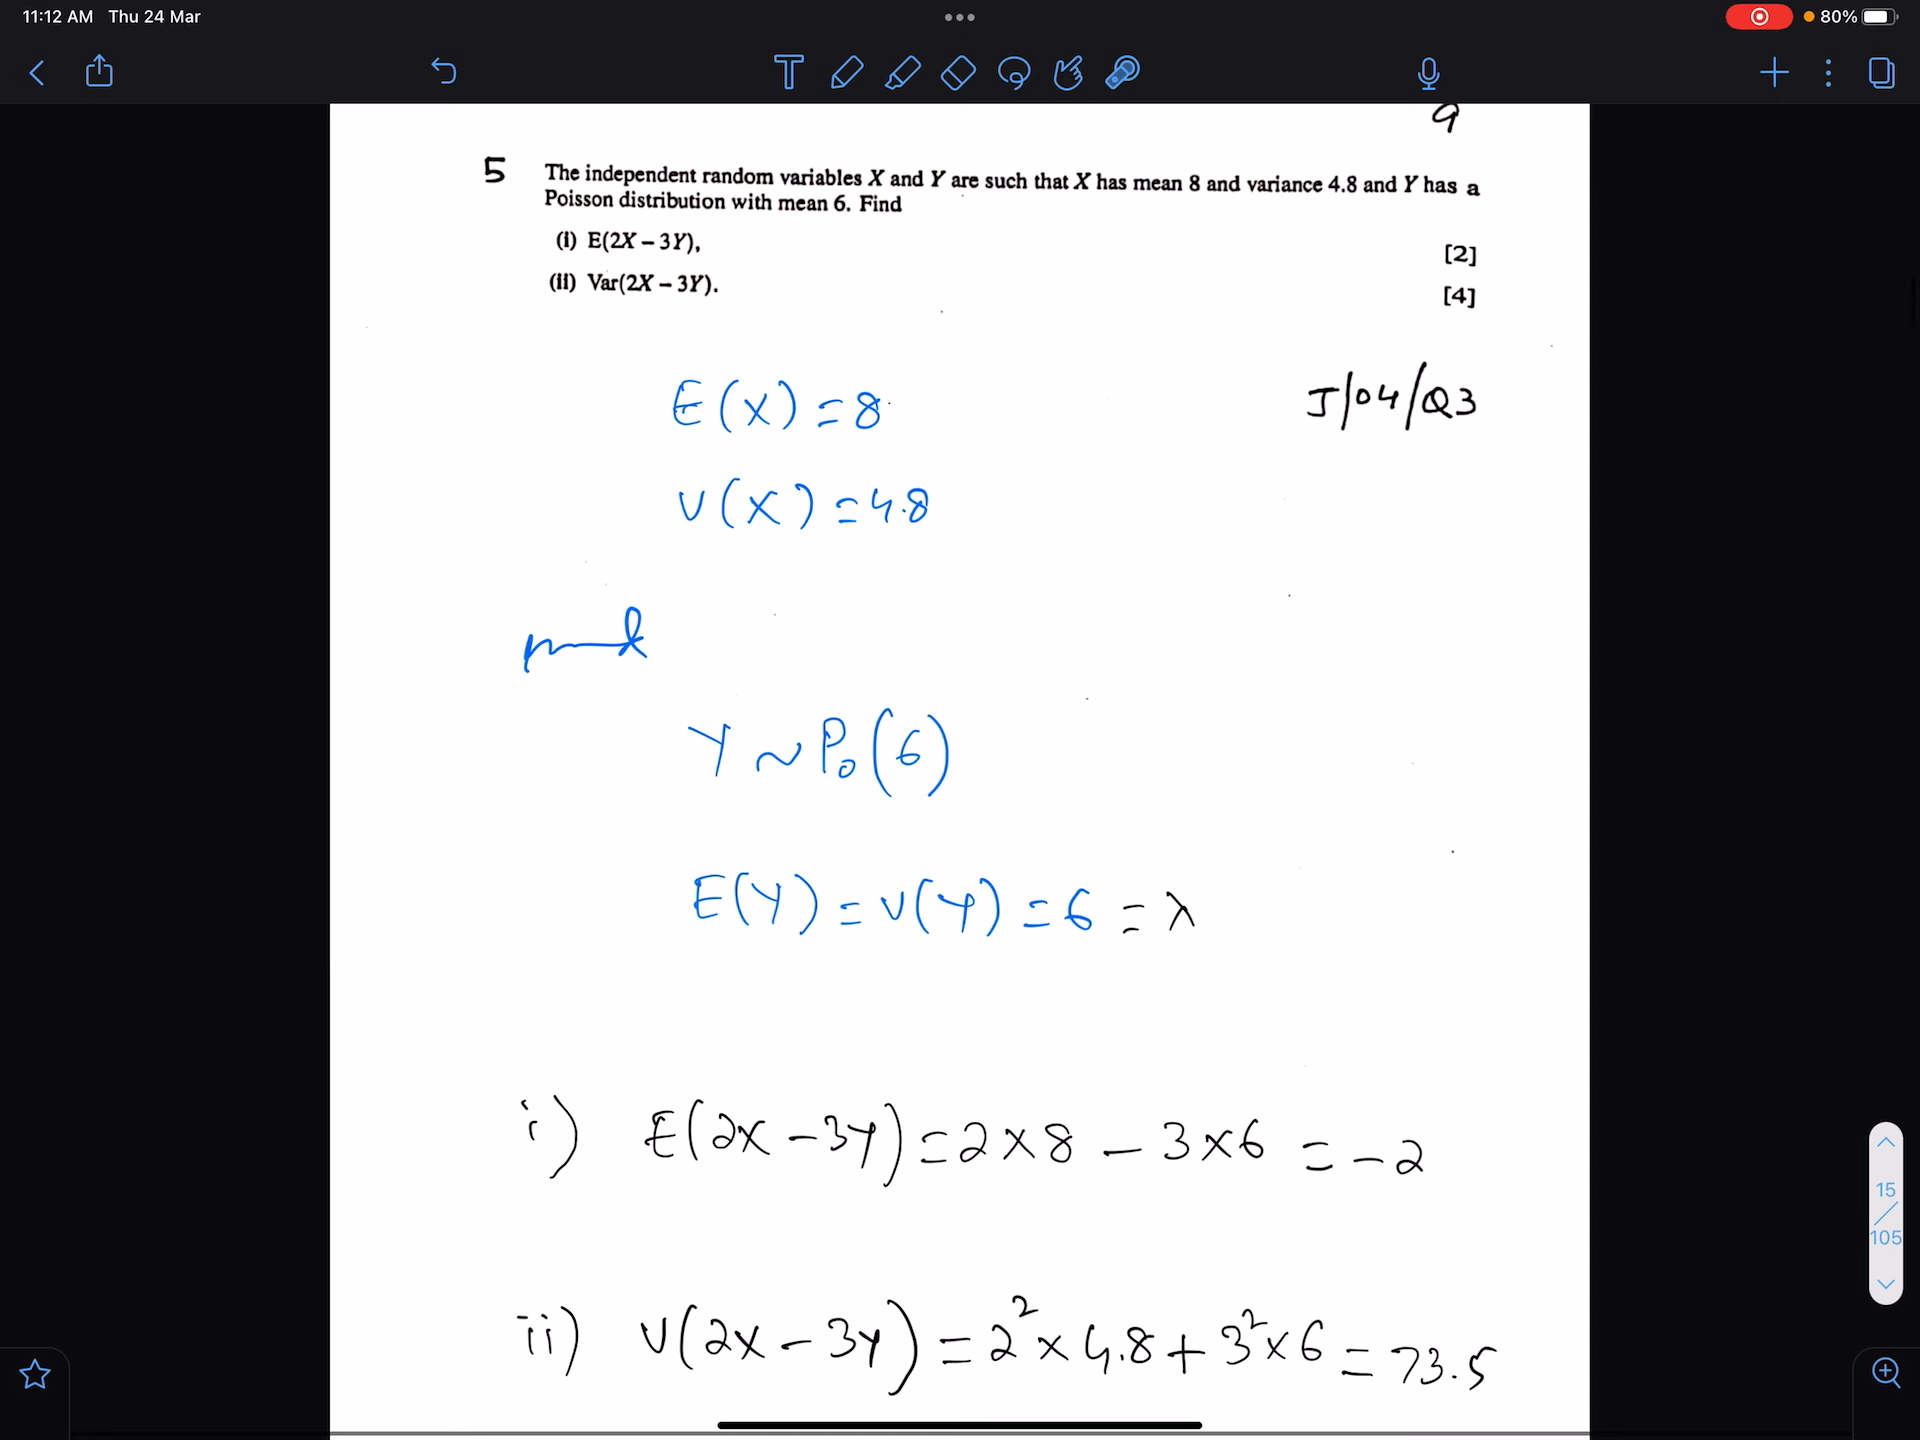 11:12 AM Thu 24 Mar
80%
9
5 The independent random variables X and Y are such that X has mean 8 and variance 4.8 and Y has a
Poisson distribution with mean 6. Find
(i) E(2X – 3Y), [2]
(ii) Var(2X – 3Y). [4]
J/04/Q3
E(X) = 8
V(X) = 4.8
Y ~ Po(6)
E(Y) = V(Y) = 6 = λ
i) E(2X – 3Y) = 2 × 8 – 3 × 6 = – 2
ii) V(2X – 3Y) = 2² × 4.8 + 3² × 6 = 73.5
15
105